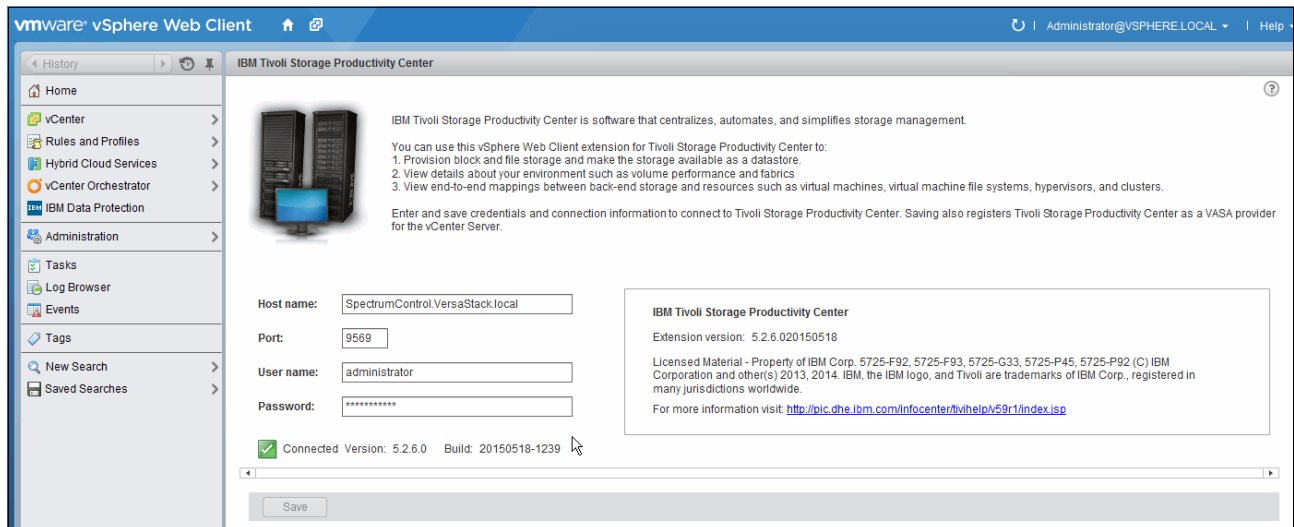 vmware® vSphere Web Client
Administrator@VSPHERE.LOCAL
Help
History
Home
vCenter
Rules and Profiles
Hybrid Cloud Services
vCenter Orchestrator
IBM
IBM Data Protection
Administration
Tasks
Log Browser
Events
Tags
New Search
Saved Searches
IBM Tivoli Storage Productivity Center
?
IBM Tivoli Storage Productivity Center is software that centralizes, automates, and simplifies storage management.
You can use this vSphere Web Client extension for Tivoli Storage Productivity Center to:
1. Provision block and file storage and make the storage available as a datastore.
2. View details about your environment such as volume performance and fabrics
3. View end-to-end mappings between back-end storage and resources such as virtual machines, virtual machine file systems, hypervisors, and clusters.
Enter and save credentials and connection information to connect to Tivoli Storage Productivity Center. Saving also registers Tivoli Storage Productivity Center as a VASA provider
for the vCenter Server.
Host name: SpectrumControl.VersaStack.local
Port: 9569
User name: administrator
Password: ***********
Connected Version: 5.2.6.0 Build: 20150518-1239
IBM Tivoli Storage Productivity Center
Extension version: 5.2.6.020150518
Licensed Material - Property of IBM Corp. 5725-F92, 5725-F93, 5725-G33, 5725-P45, 5725-P92 (C) IBM
Corporation and other(s) 2013, 2014. IBM, the IBM logo, and Tivoli are trademarks of IBM Corp., registered in
many jurisdictions worldwide.
For more information visit: http://pic.dhe.ibm.com/infocenter/tivihelp/v59r1/index.jsp
Save